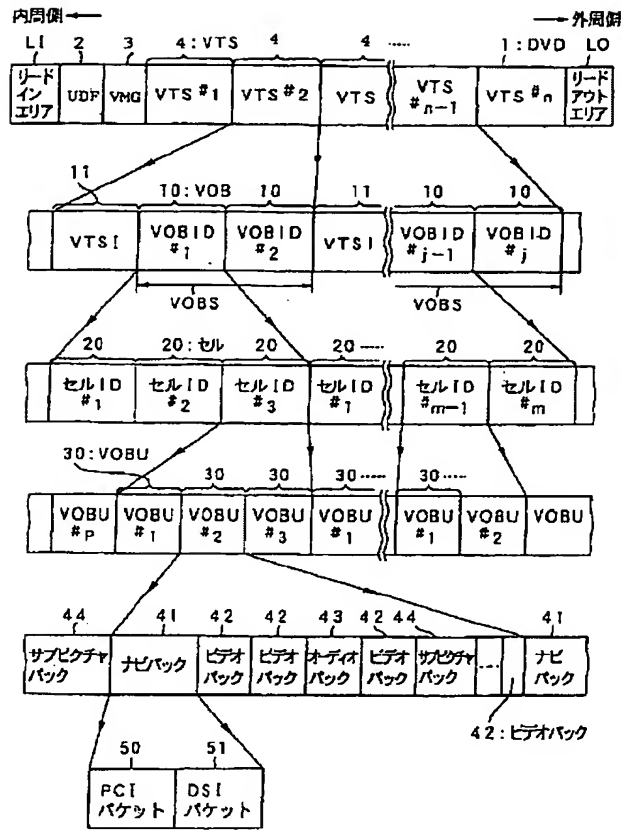 内周側 ←
→ 外周側
LI 2 3 4:VTS 4 4 ····· 1:DVD LO
リードインエリア UDF VMG VTS #1 VTS #2 VTS VTS #n-1 VTS #n リードアウトエリア
11 10:VOB 10 11 10 10
VTSI VOBID #1 VOBID #2 VTSI VOBID #j-1 VOBID #j
VOBS VOBS
20 20:セル 20 20 ····· 20 20
セルID #1 セルID #2 セルID #3 セルID #1 セルID #m-1 セルID #m
30:VOBU 30 30 30 ····· 30 ·····
VOBU #P VOBU #1 VOBU #2 VOBU #3 VOBU #1 VOBU #1 VOBU #2 VOBU
44 41 42 42 43 42 44 41
サブピクチャパック ナビパック ビデオパック ビデオパック オーディオパック ビデオパック サブピクチャパック ···· ナビパック
42:ビデオパック
50 51
PCIパケット DSIパケット